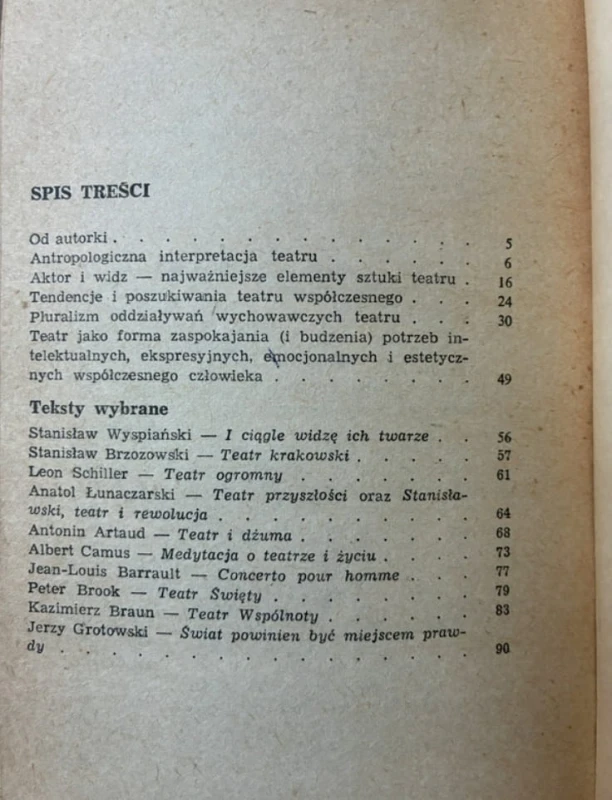 SPIS TREŚCI
Od autorki . . . . . . . . . . . . . 5
Antropologiczna interpretacja teatru . . . . . . 6
Aktor i widz — najważniejsze elementy sztuki teatru . 16
Tendencje i poszukiwania teatru współczesnego . . . 24
Pluralizm oddziaływań wychowawczych teatru . . . 30
Teatr jako forma zaspokajania (i budzenia) potrzeb in-
telektualnych, ekspresyjnych, emocjonalnych i estetycz-
nych współczesnego człowieka . . . . . . . . 49
Teksty wybrane
Stanisław Wyspiański — I ciągle widzę ich twarze . . 56
Stanisław Brzozowski — Teatr krakowski . . . . . 57
Leon Schiller — Teatr ogromny . . . . . . . 61
Anatol Łunaczarski — Teatr przyszłości oraz Stanisła-
wski, teatr i rewolucja . . . . . . . . . . 64
Antonin Artaud — Teatr i dżuma . . . . . . . 68
Albert Camus — Medytacja o teatrze i życiu . . . . 73
Jean-Louis Barrault — Concerto pour homme . . . 77
Peter Brook — Teatr Święty . . . . . . . . 79
Kazimierz Braun — Teatr Wspólnoty . . . . . . 83
Jerzy Grotowski — Świat powinien być miejscem praw-
dy . . . . . . . . . . . . . . . 90